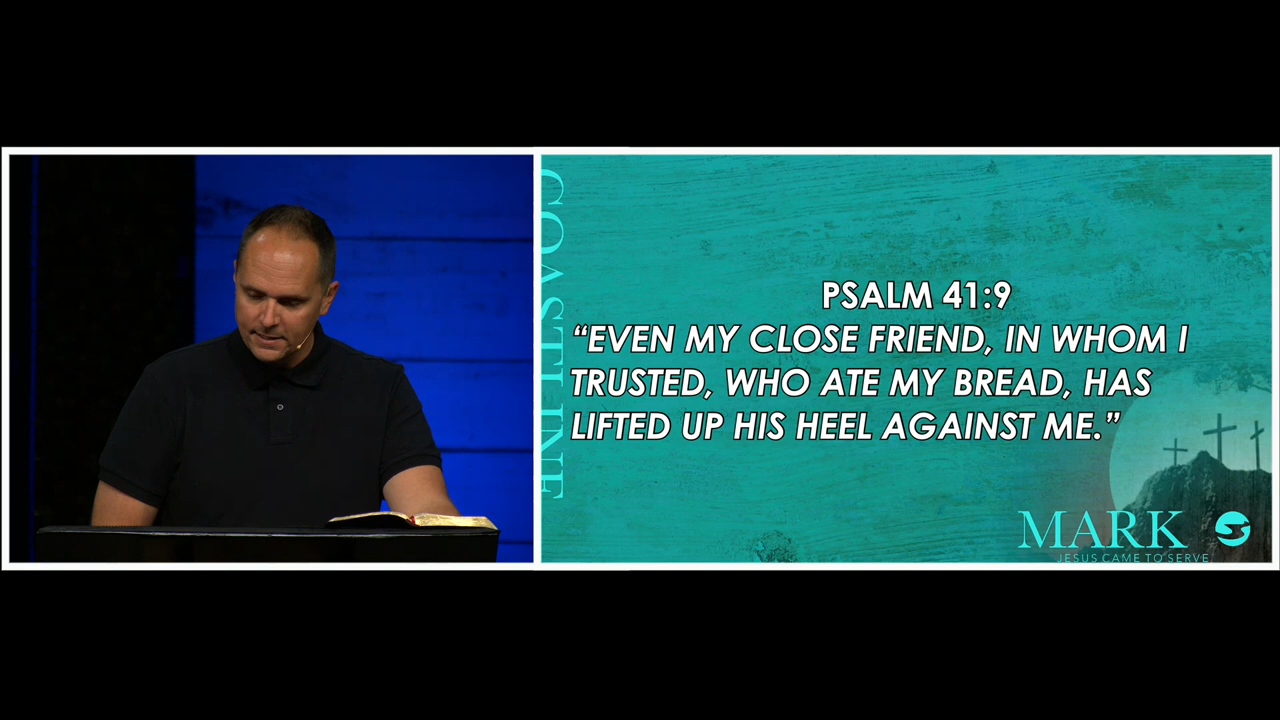 COASTLINE
PSALM 41:9
“EVEN MY CLOSE FRIEND, IN WHOM I
TRUSTED, WHO ATE MY BREAD, HAS
LIFTED UP HIS HEEL AGAINST ME.”
MARK
JESUS CAME TO SERVE